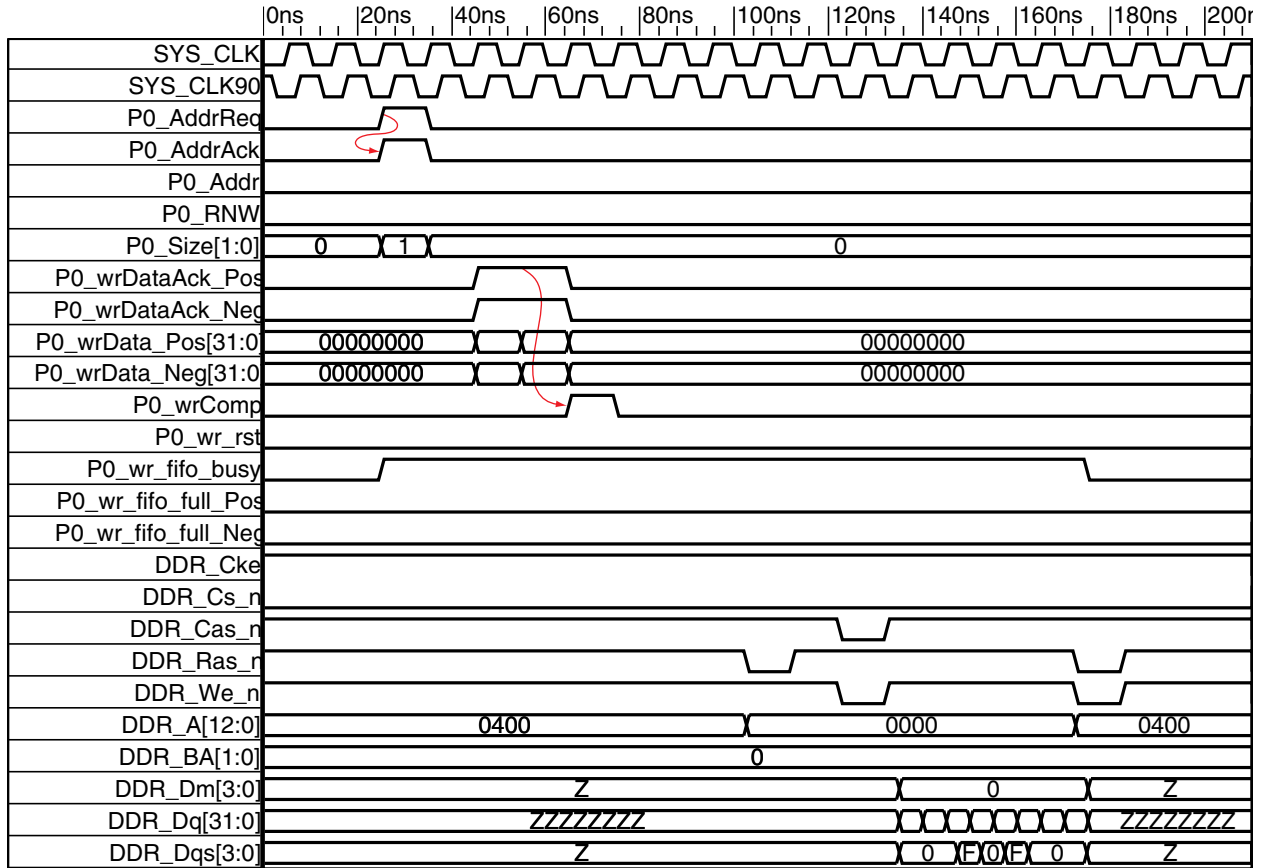 0ns 20ns 40ns 60ns 80ns 100ns 120ns 140ns 160ns 180ns 200n
SYS_CLK
SYS_CLK90
P0_AddrReq
P0_AddrAck
P0_Addr
P0_RNW
P0_Size[1:0] 0 1 0
P0_wrDataAck_Pos
P0_wrDataAck_Neg
P0_wrData_Pos[31:0] 00000000 00000000
P0_wrData_Neg[31:0 00000000 00000000
P0_wrComp
P0_wr_rst
P0_wr_fifo_busy
P0_wr_fifo_full_Pos
P0_wr_fifo_full_Neg
DDR_Cke
DDR_Cs_n
DDR_Cas_n
DDR_Ras_n
DDR_We_n
DDR_A[12:0] 0400 0000 0400
DDR_BA[1:0] 0
DDR_Dm[3:0] Z 0 Z
DDR_Dq[31:0] ZZZZZZZZ ZZZZZZZZ
DDR_Dqs[3:0] Z 0 F 0 F 0 Z